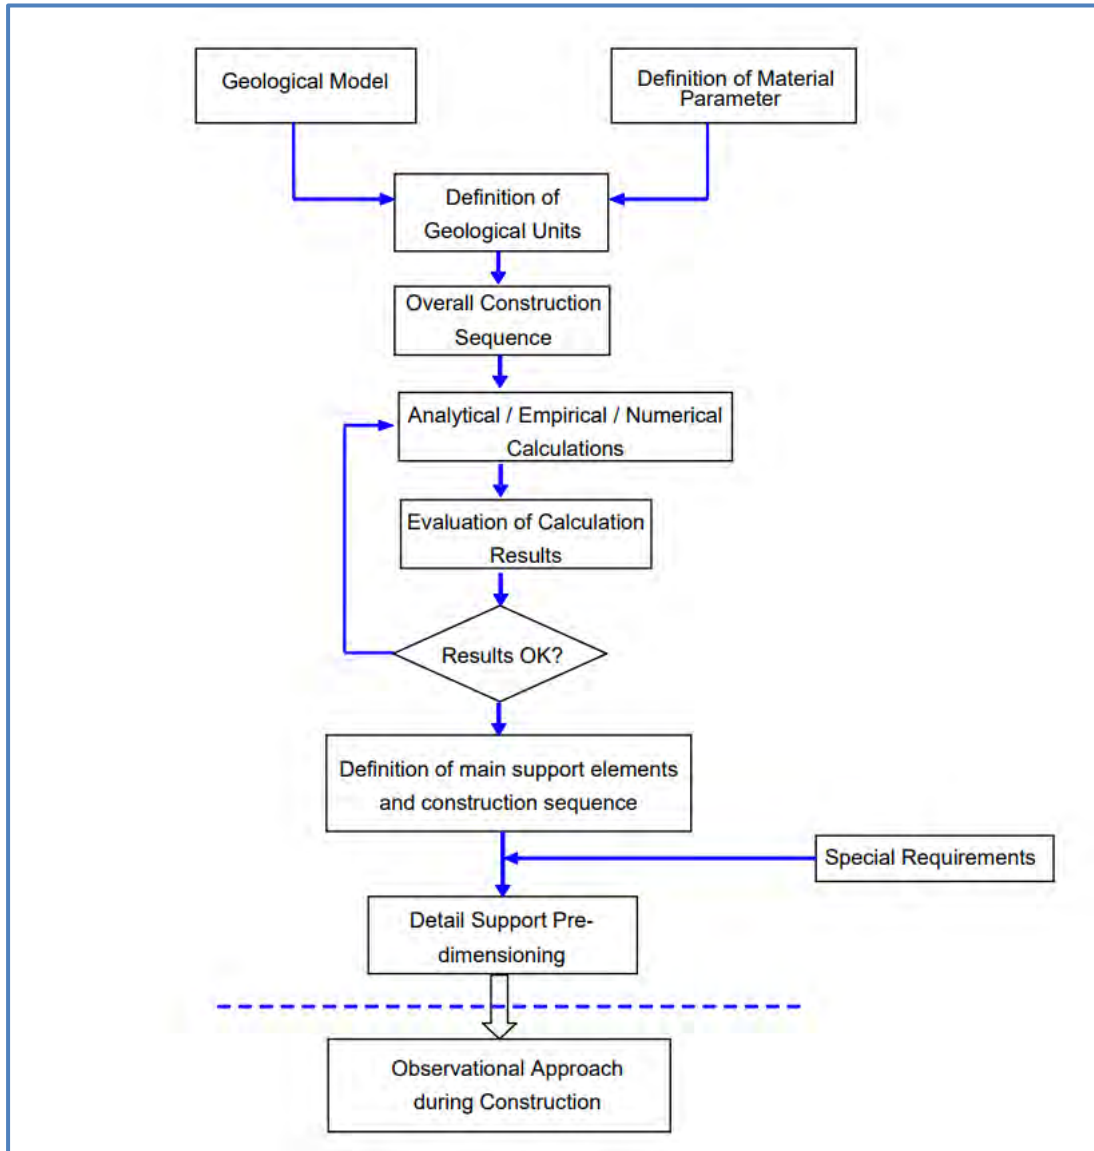 Geological Model
Definition of Material
Parameter
Definition of
Geological Units
Overall Construction
Sequence
Analytical / Empirical / Numerical
Calculations
Evaluation of Calculation
Results
Results OK?
Definition of main support elements
and construction sequence
Special Requirements
Detail Support Pre-
dimensioning
Observational Approach
during Construction